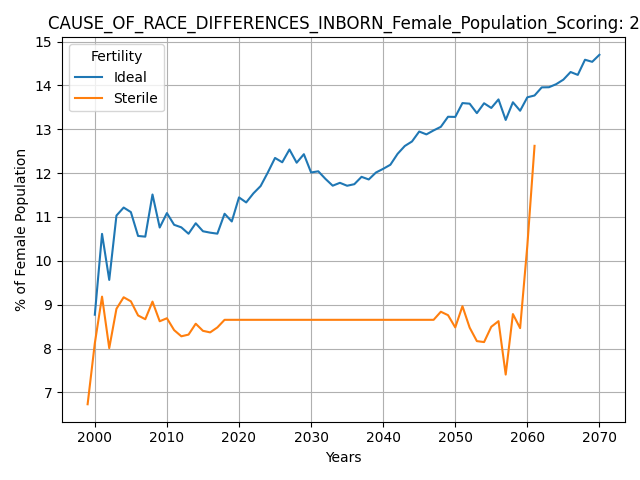 CAUSE_OF_RACE_DIFFERENCES_INBORN_Female_Population_Scoring: 2
Fertility
Ideal
Sterile
% of Female Population
15
14
13
12
11
10
9
8
7
2000 2010 2020 2030 2040 2050 2060 2070
Years